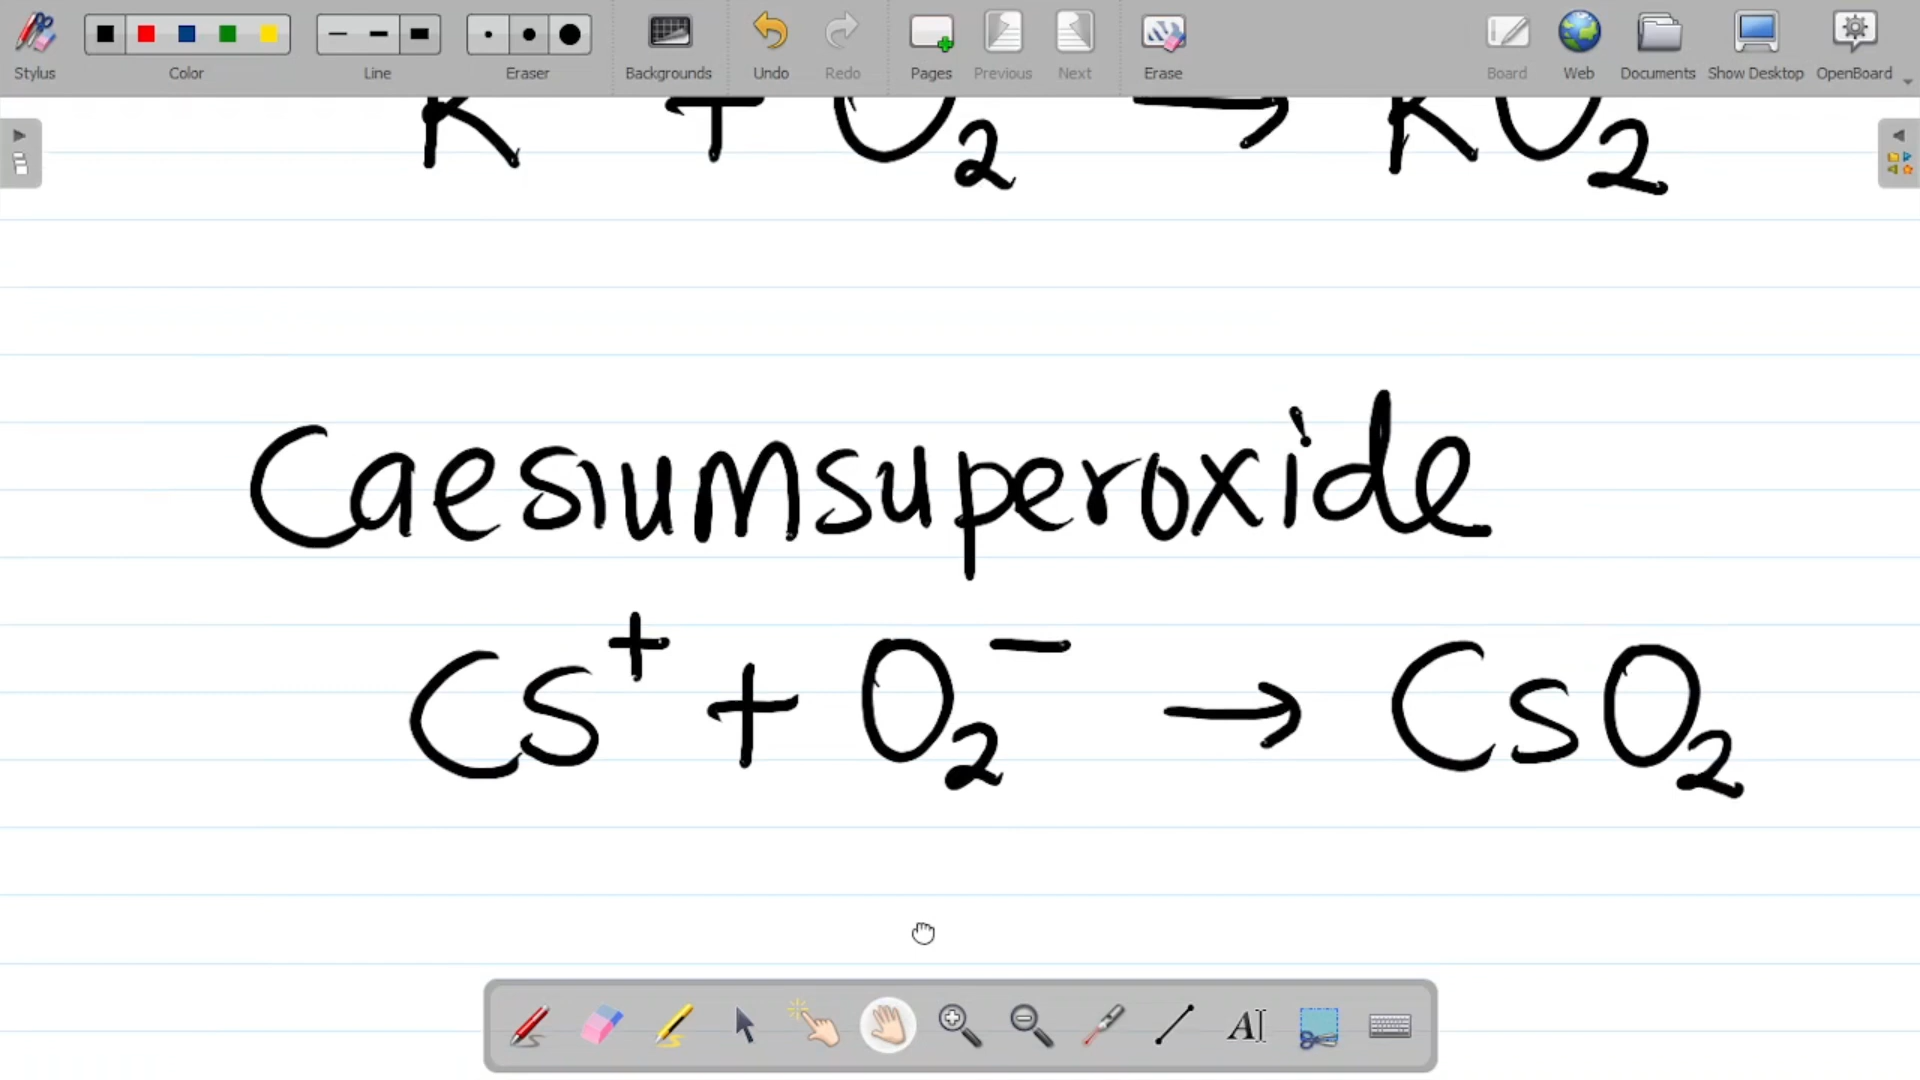 Stylus Color Line Eraser Backgrounds Undo Redo Pages Previous Next Erase Board Web Documents Show Desktop OpenBoard
K + O₂ → KO₂
Caesiumsuperoxide
Cs⁺ + O₂⁻ → CsO₂